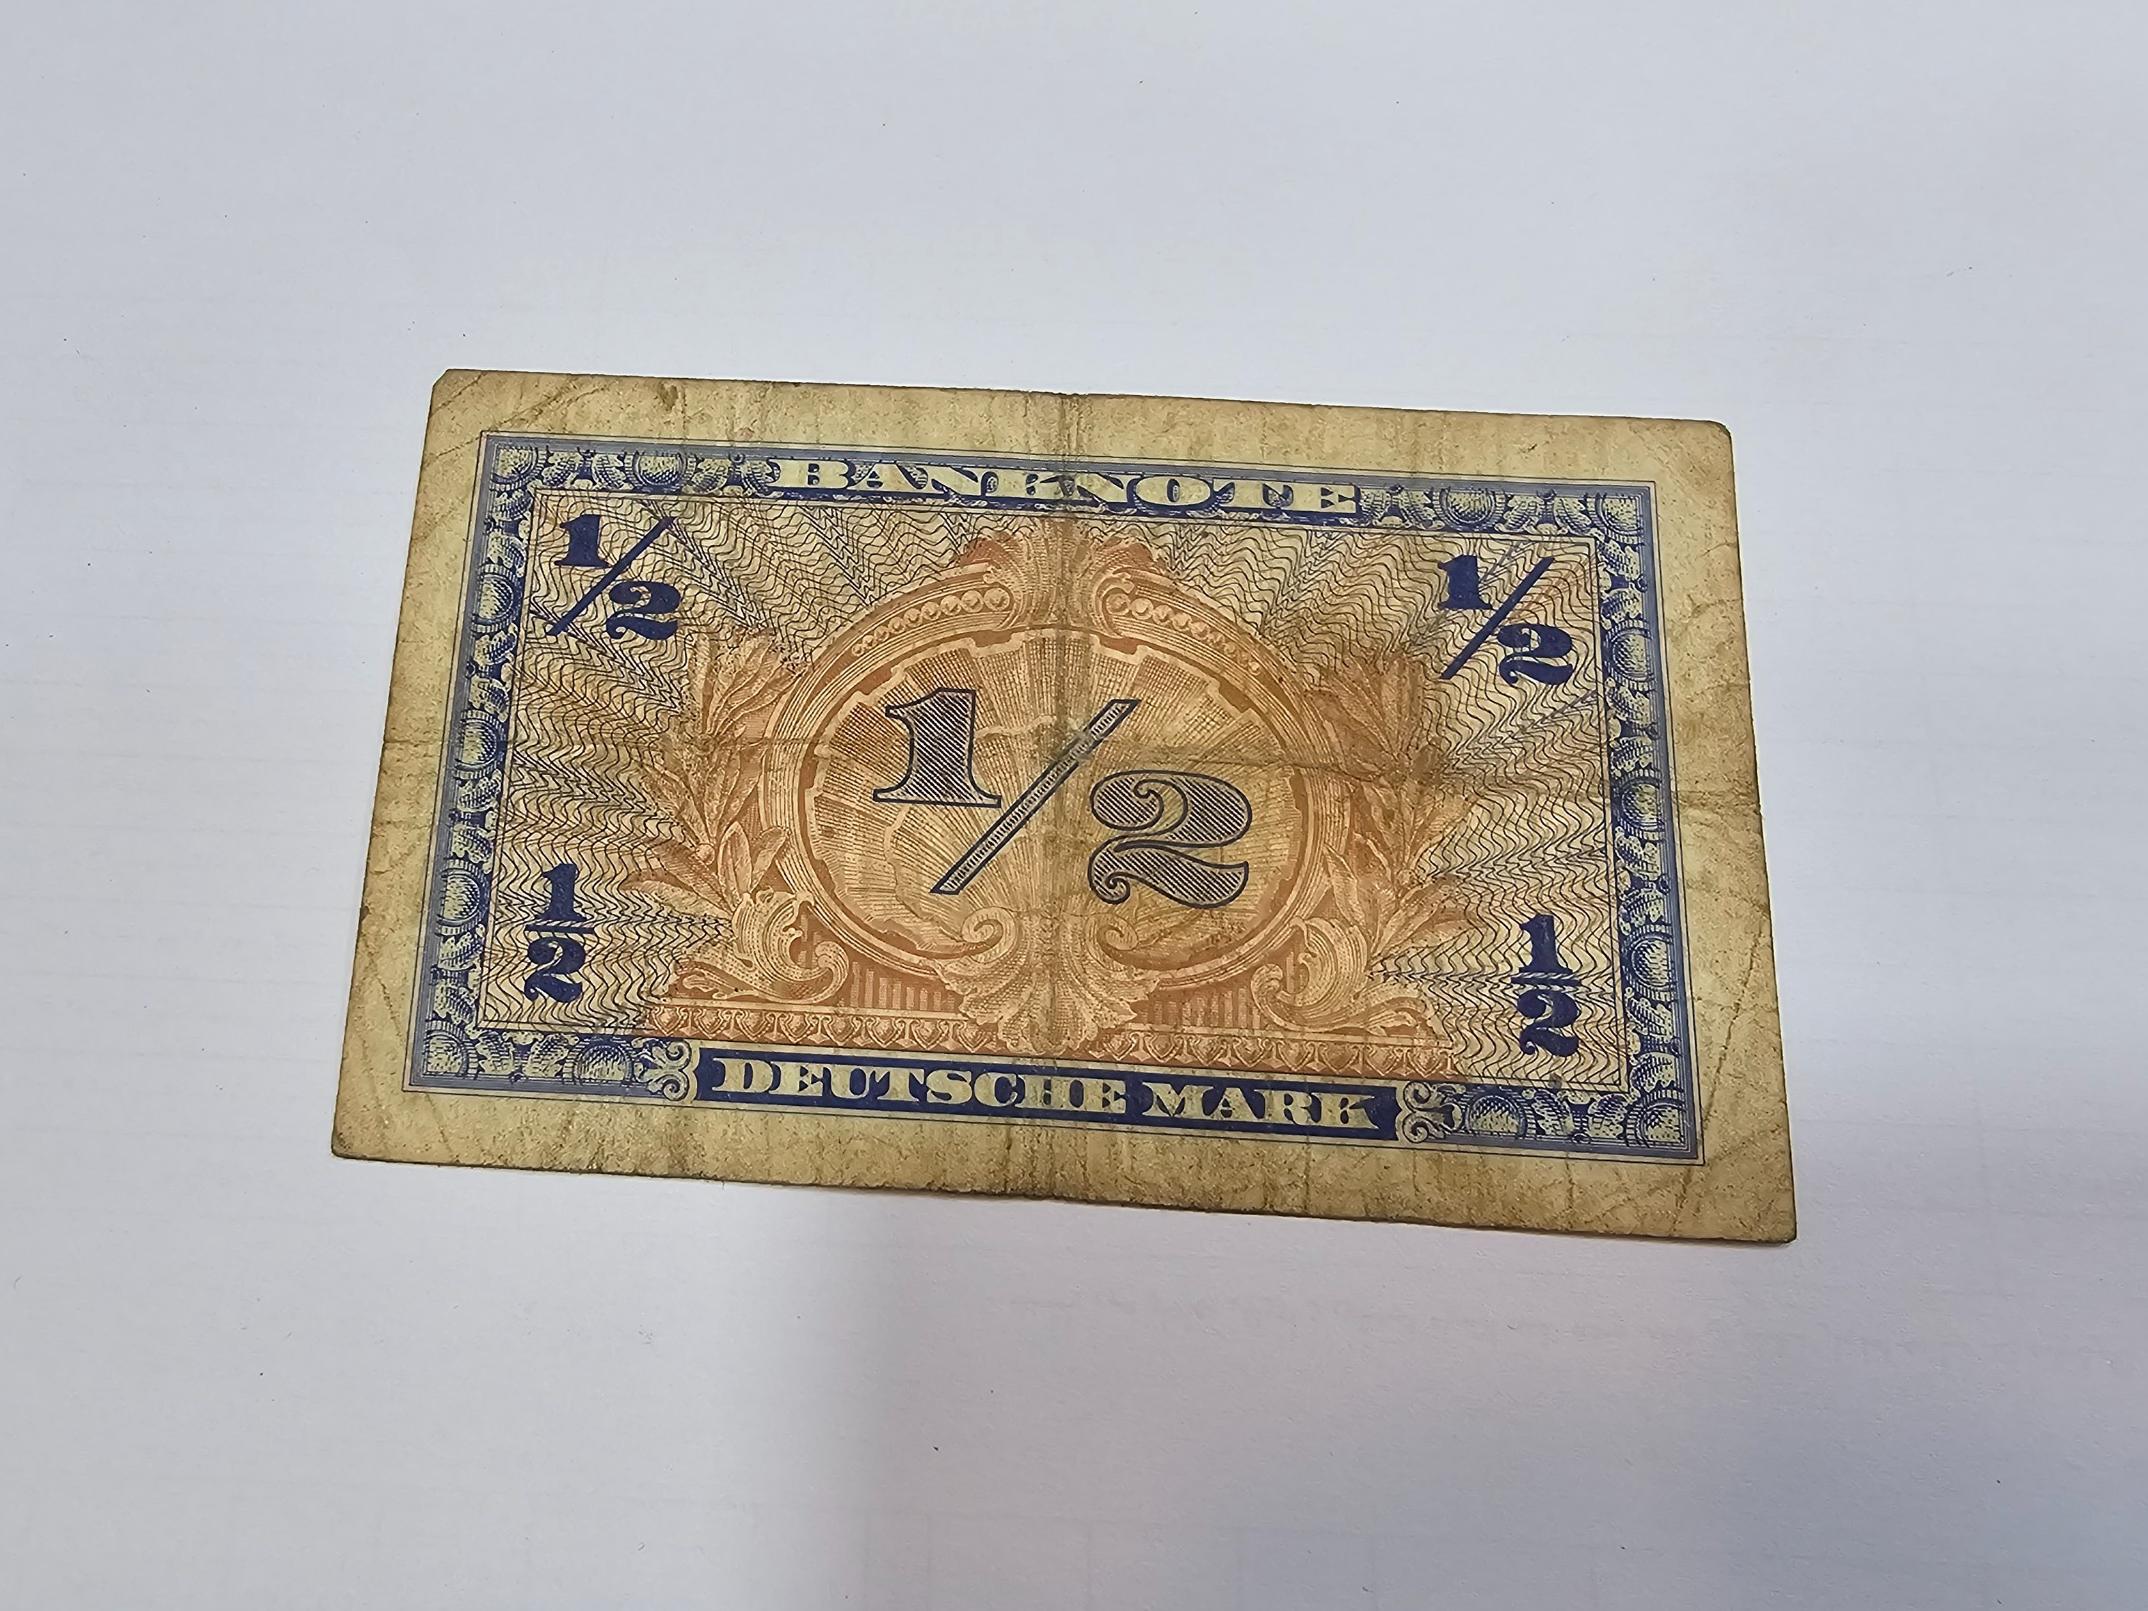 BANKNOTE
1/2 1/2
1/2
1/2 1/2
DEUTSCHE MARK